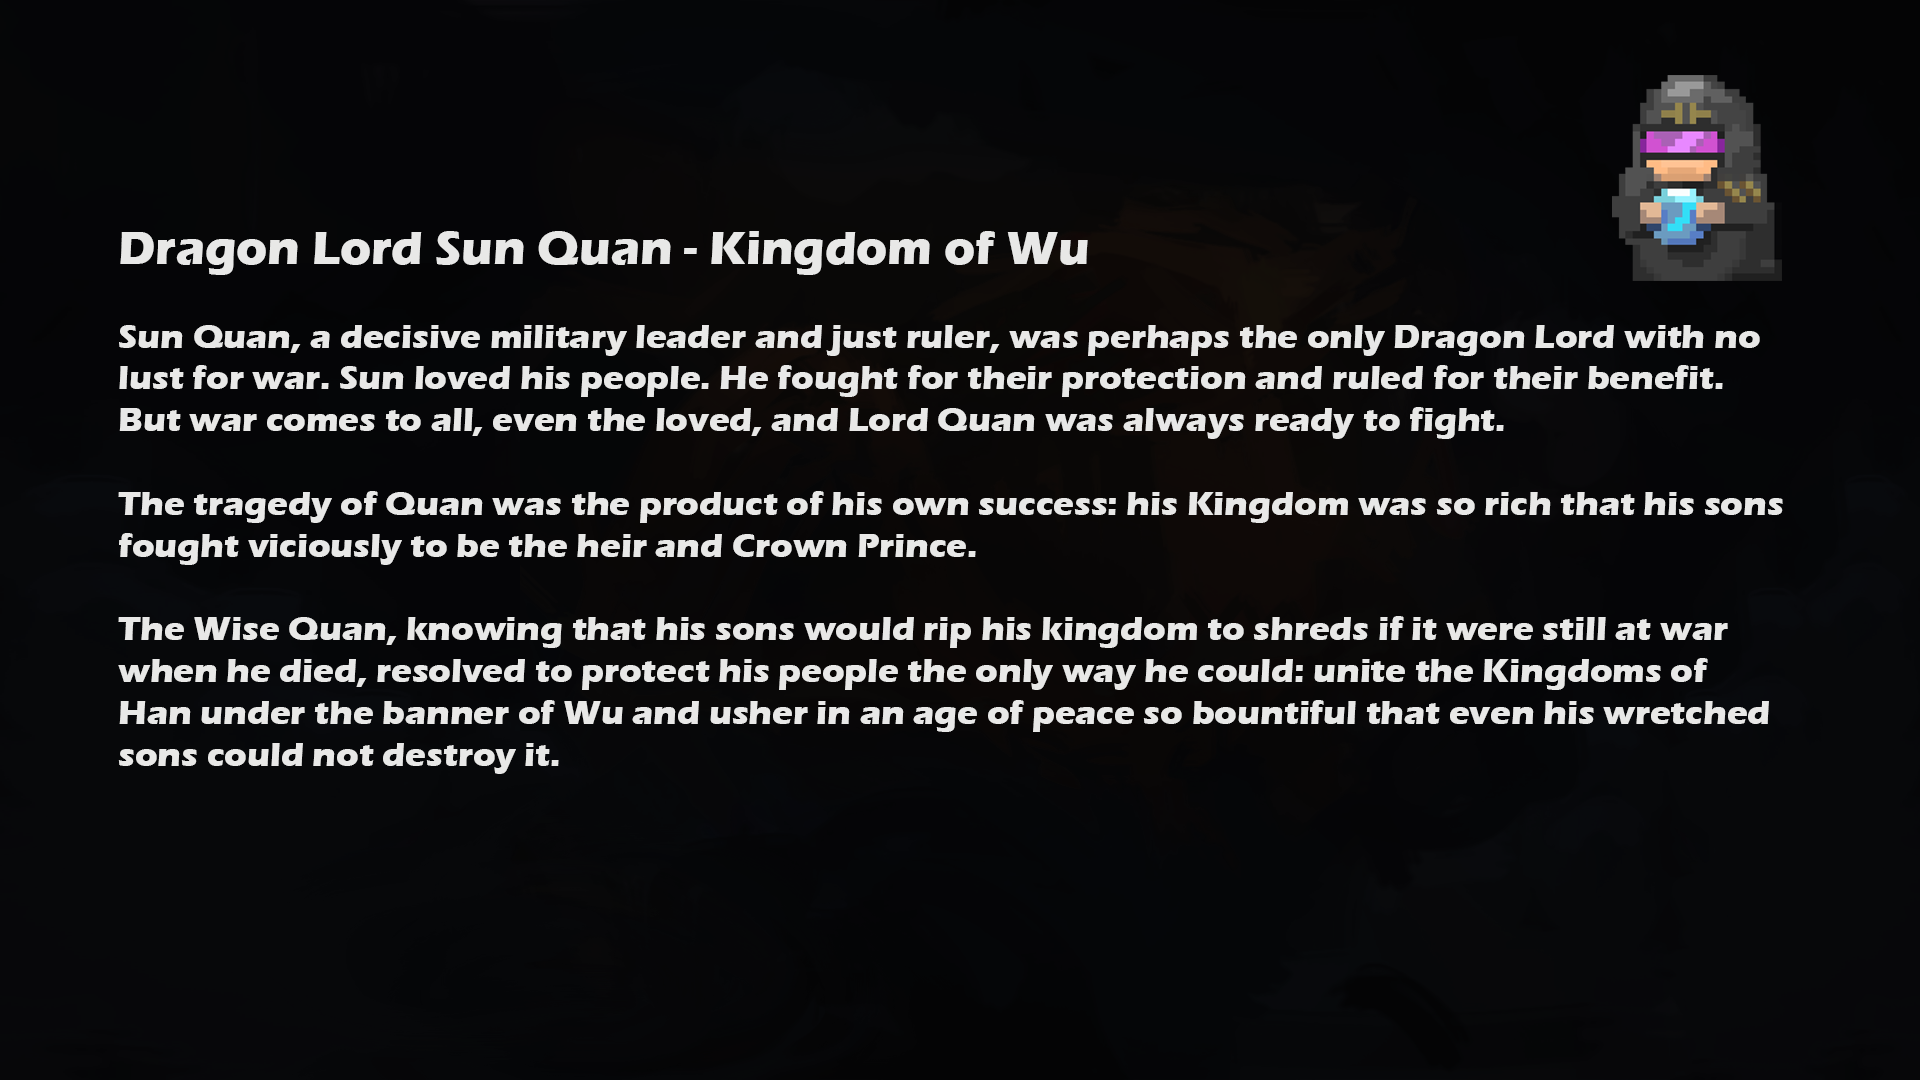 Dragon Lord Sun Quan - Kingdom of Wu
Sun Quan, a decisive military leader and just ruler, was perhaps the only Dragon Lord with no
lust for war. Sun loved his people. He fought for their protection and ruled for their benefit.
But war comes to all, even the loved, and Lord Quan was always ready to fight.
The tragedy of Quan was the product of his own success: his Kingdom was so rich that his sons
fought viciously to be the heir and Crown Prince.
The Wise Quan, knowing that his sons would rip his kingdom to shreds if it were still at war
when he died, resolved to protect his people the only way he could: unite the Kingdoms of
Han under the banner of Wu and usher in an age of peace so bountiful that even his wretched
sons could not destroy it.